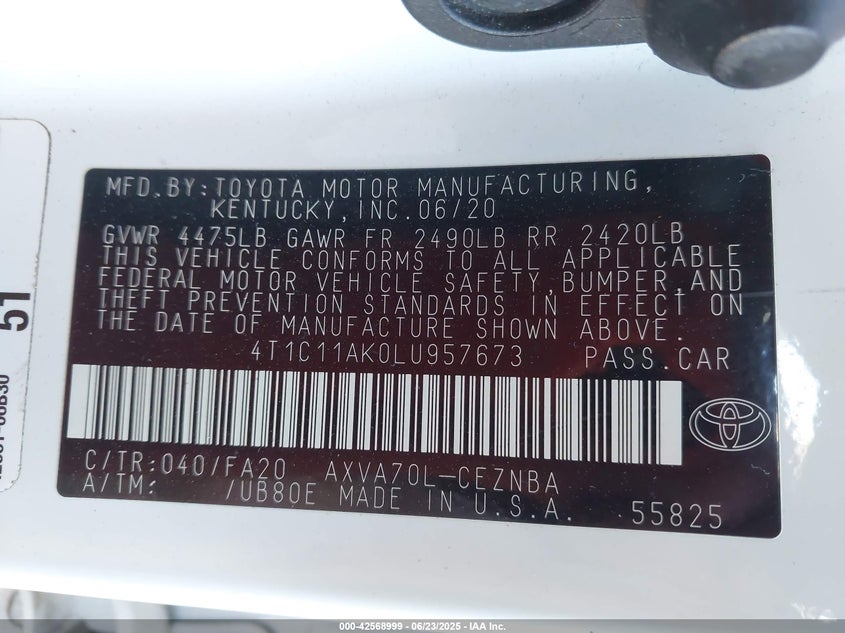 MFD.BY:TOYOTA MOTOR MANUFACTURING,
KENTUCKY,INC.06/20
GVWR 4475LB GAWR FR 2490LB RR 2420LB
THIS VEHICLE CONFORMS TO ALL APPLICABLE
FEDERAL MOTOR VEHICLE SAFETY,BUMPER,AND
THEFT PREVENTION STANDARDS IN EFFECT ON
THE DATE OF MANUFACTURE SHOWN ABOVE.
4T1C11AK0LU957673 PASS.CAR
C/TR:040/FA20 AXVA70L-CEZNBA
A/TM: /UB80E MADE IN U.S.A. 55825
51
000-42568999 | 06/23/2025 - IAA Inc.